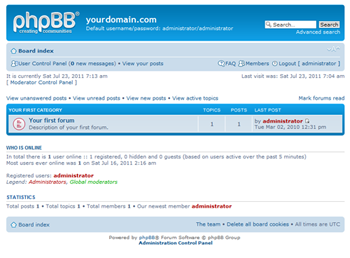 phpBB®
creating communities
yourdomain.com
Default username/password: administrator/administrator
Search
Advanced search
Board index
User Control Panel (0 new messages) • View your posts
FAQ Members Logout [ administrator ]
It is currently Sat Jul 23, 2011 7:13 am
Last visit was: Sat Jul 23, 2011 7:04 am
[ Moderator Control Panel ]
View unanswered posts • View unread posts • View new posts • View active topics
Mark forums read
YOUR FIRST CATEGORY TOPICS POSTS LAST POST
Your first forum
Description of your first forum.
1 1
by administrator
Tue Mar 02, 2010 12:31 pm
WHO IS ONLINE
In total there is 1 user online :: 1 registered, 0 hidden and 0 guests (based on users active over the past 5 minutes)
Most users ever online was 1 on Sat Jul 16, 2011 2:16 am
Registered users: administrator
Legend: Administrators, Global moderators
STATISTICS
Total posts 1 • Total topics 1 • Total members 1 • Our newest member administrator
Board index
The team • Delete all board cookies • All times are UTC
Powered by phpBB® Forum Software © phpBB Group
Administration Control Panel